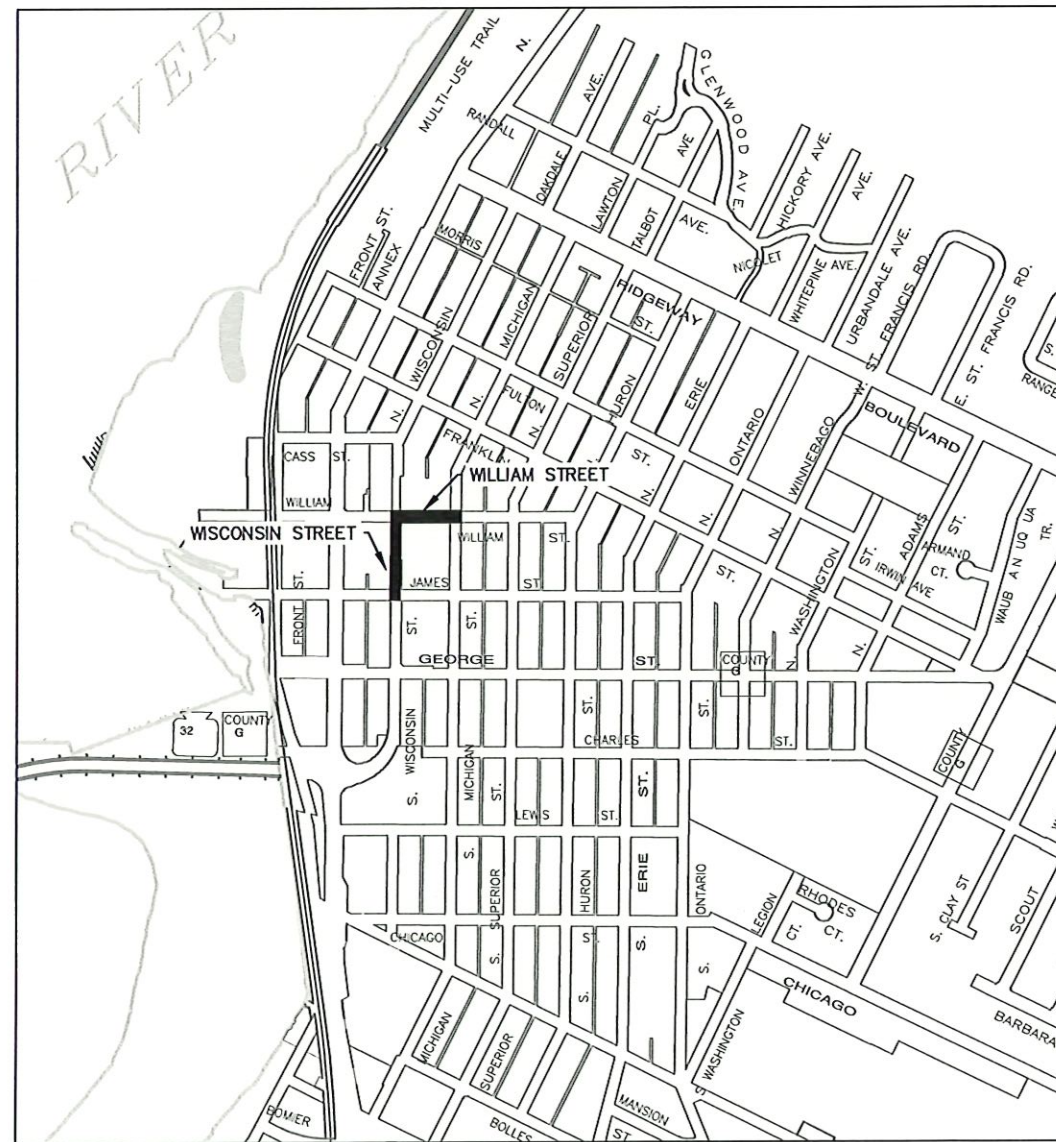 RIVER
MULTI-USE TRAIL
N.
RANDALL
AVE.
PL.
GLENWOOD AVE.
AVE
OAKDALE
LAWTON
TALBOT
AVE.
HICKORY AVE.
AVE.
NICOLET
WHITEPINE AVE.
URBANDALE AVE.
W. ST. FRANCIS RD.
E. ST. FRANCIS RD.
S.
RANGE
FRONT ST.
ANNEX
MORRIS
WISCONSIN
MICHIGAN
SUPERIOR
RIDGEWAY
ST.
HURON
ERIE
FULTON
N.
N.
N.
FRANKLIN
ST.
N.
ONTARIO
N.
WINNEBAGO
BOULEVARD
CASS ST.
WILLIAM STREET
WILLIAM
WISCONSIN STREET
WILLIAM ST.
N.
ST.
WASHINGTON
ST.
ADAMS
ST.
ARMAND
CT.
IRWIN AVE
WAUBANUQUA
TR.
FRONT ST.
JAMES ST.
ST.
ST.
N.
N.
GEORGE ST.
COUNTY
G
32
COUNTY
G
WISCONSIN
S.
MICHIGAN
ST.
ST.
CHARLES ST.
ST.
ST.
COUNTY
G
LEWIS ST.
S.
SUPERIOR
S.
HURON
S.
ERIE
S.
ONTARIO
S.
LEGION
CT.
RHODES
CT.
S. CLAY ST
SCOUT
CHICAGO ST.
CHICAGO
BARBARA
MICHIGAN
SUPERIOR
S.
WASHINGTON
MANSION
ST.
BOMIER
BOLLES